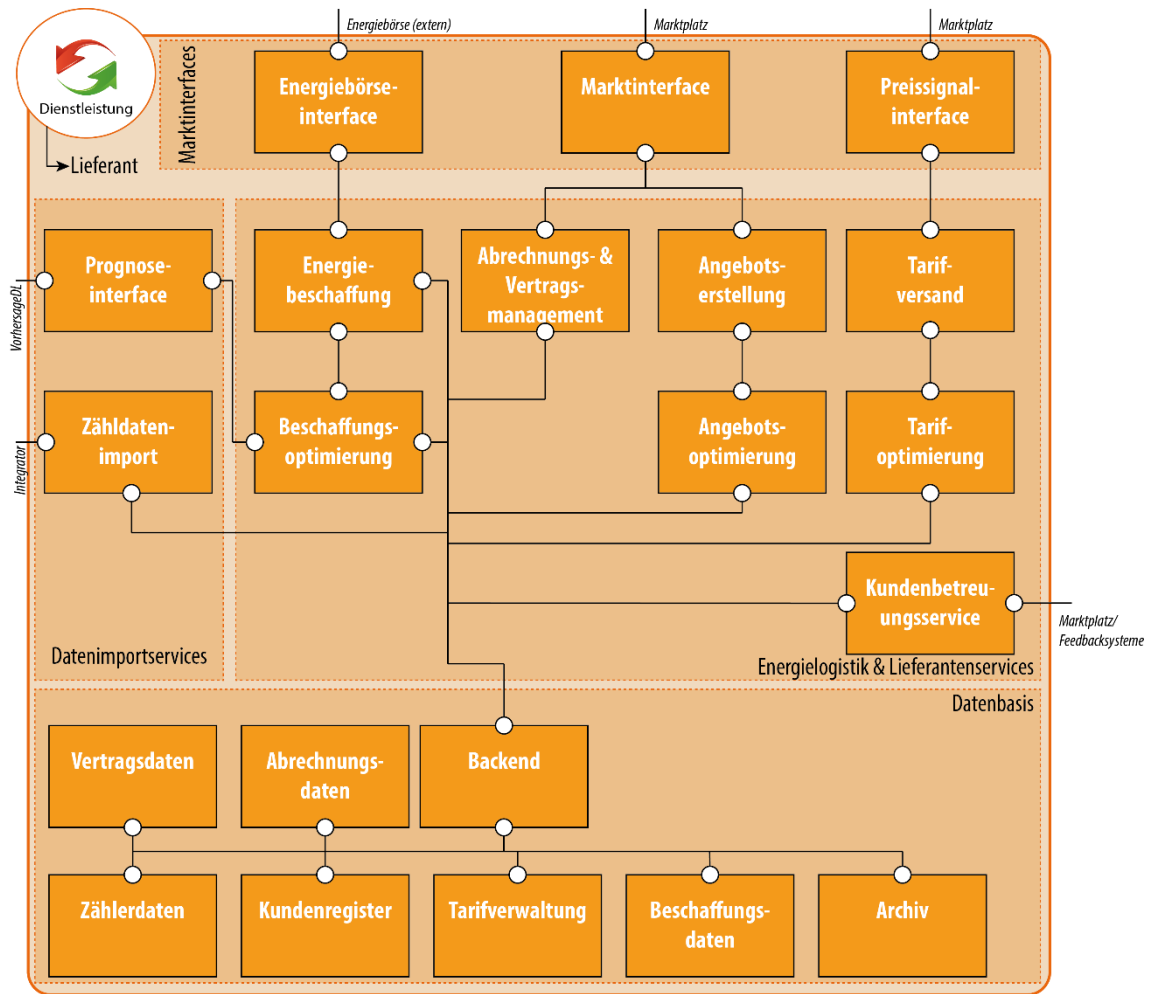 Energiebörse (extern)
Marktplatz
Marktplatz
Dienstleistung
Lieferant
Marktinterfaces
Energiebörse-
interface
Marktinterface
Preissignal-
interface
Prognose-
interface
Energie-
beschaffung
Abrechnungs- &
Vertrags-
management
Angebots-
erstellung
Tarif-
versand
VorhersageDL
Zähldaten-
import
Beschaffungs-
optimierung
Angebots-
optimierung
Tarif-
optimierung
Integrator
Kundenbetreu-
ungsservice
Marktplatz/
Feedbacksysteme
Datenimportservices
Energielogistik & Lieferantenservices
Datenbasis
Vertragsdaten
Abrechnungs-
daten
Backend
Zählerdaten
Kundenregister
Tarifverwaltung
Beschaffungs-
daten
Archiv